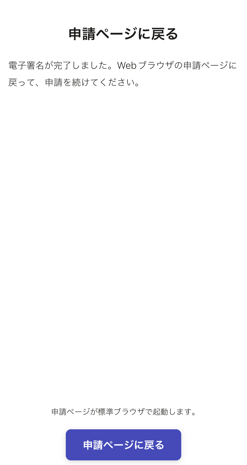 申請ページに戻る
電子署名が完了しました。Webブラウザの申請ページに
戻って、申請を続けてください。
申請ページが標準ブラウザで起動します。
申請ページに戻る